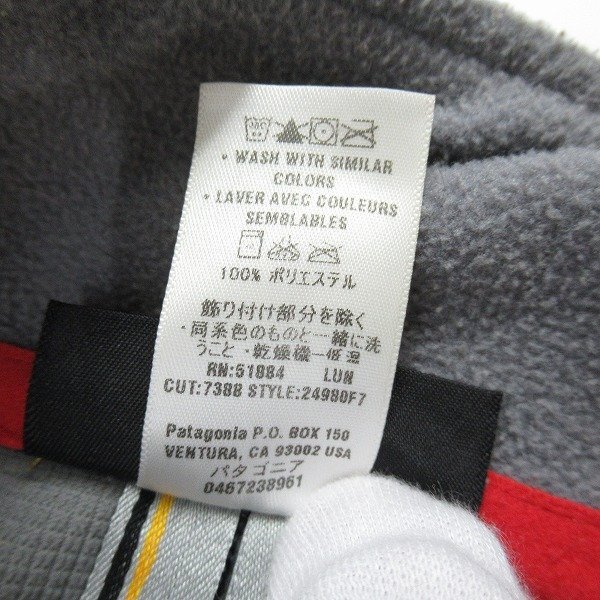 • WASH WITH SIMILAR
COLORS
• LAVER AVEC COULEURS
SEMBLABLES
100% ポリエステル
飾り付け部分を除く
・同系色のものと一緒に洗
うこと・乾燥機－低温
RN:51884 LUN
CUT:7388 STYLE:24980F7
Patagonia P.O. BOX 150
VENTURA, CA 93002 USA
パタゴニア
0467238961